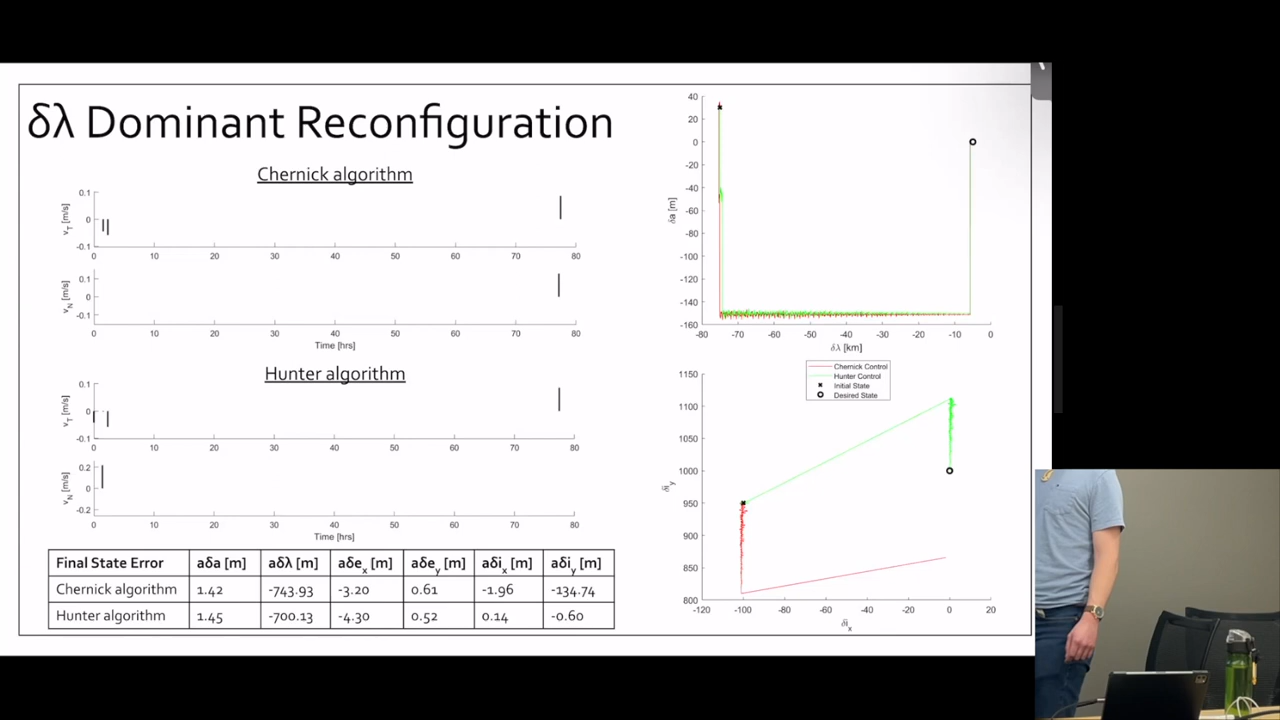 δλ Dominant Reconfiguration
Chernick algorithm
0.1
0
-0.1
v_T [m/s]
0 10 20 30 40 50 60 70 80
0.1
0
-0.1
v_N [m/s]
0 10 20 30 40 50 60 70 80
Time [hrs]
Hunter algorithm
0.1
0
-0.1
v_T [m/s]
0 10 20 30 40 50 60 70 80
0.2
0
-0.2
v_N [m/s]
0 10 20 30 40 50 60 70 80
Time [hrs]
Final State Error aδa [m] aδλ [m] aδe_x [m] aδe_y [m] aδi_x [m] aδi_y [m]
Chernick algorithm 1.42 -743.93 -3.20 0.61 -1.96 -134.74
Hunter algorithm 1.45 -700.13 -4.30 0.52 0.14 -0.60
40
20
0
-20
-40
-60
-80
-100
-120
-140
-160
δa [m]
-80 -70 -60 -50 -40 -30 -20 -10 0
δλ [km]
Chernick Control
Hunter Control
Initial State
Desired State
1150
1100
1050
1000
950
900
850
800
δi_y
-120 -100 -80 -60 -40 -20 0 20
δi_x